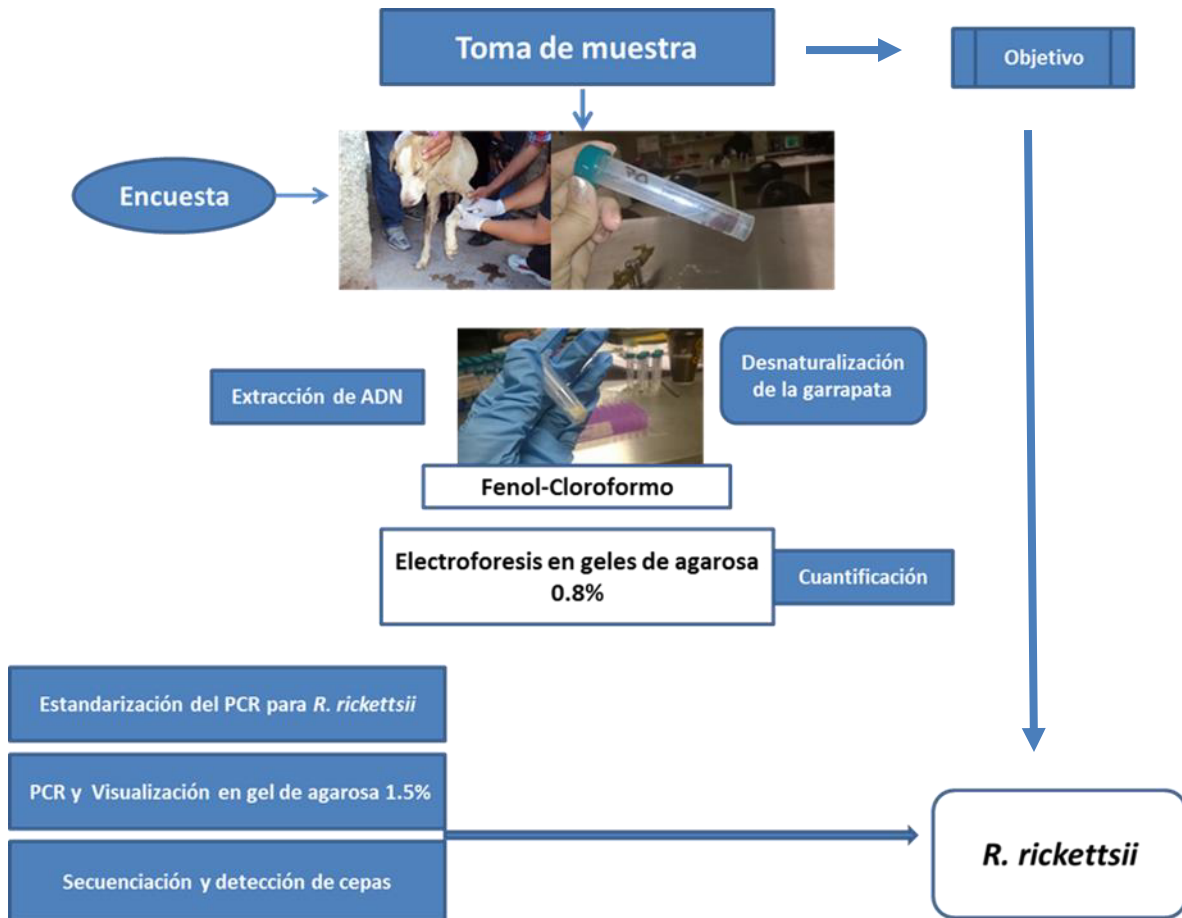 Toma de muestra
Objetivo
Encuesta
Extracción de ADN
Desnaturalización
de la garrapata
Fenol-Cloroformo
Electroforesis en geles de agarosa
0.8%
Cuantificación
Estandarización del PCR para R. rickettsii
PCR y Visualización en gel de agarosa 1.5%
Secuenciación y detección de cepas
R. rickettsii